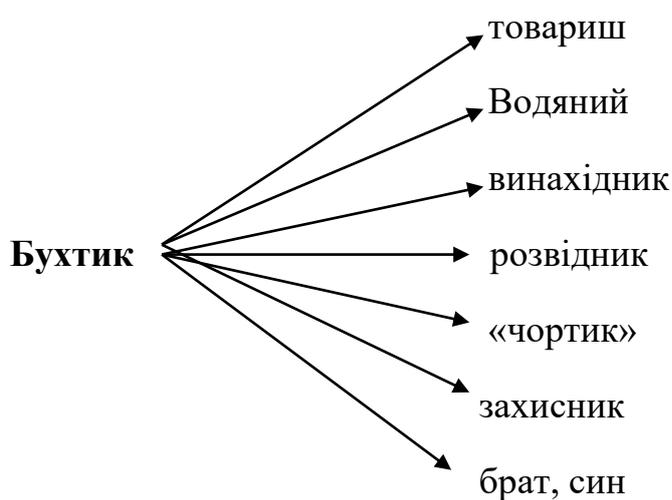 товариш
Водяний
винахідник
Бухтик
розвідник
«чортик»
захисник
брат, син